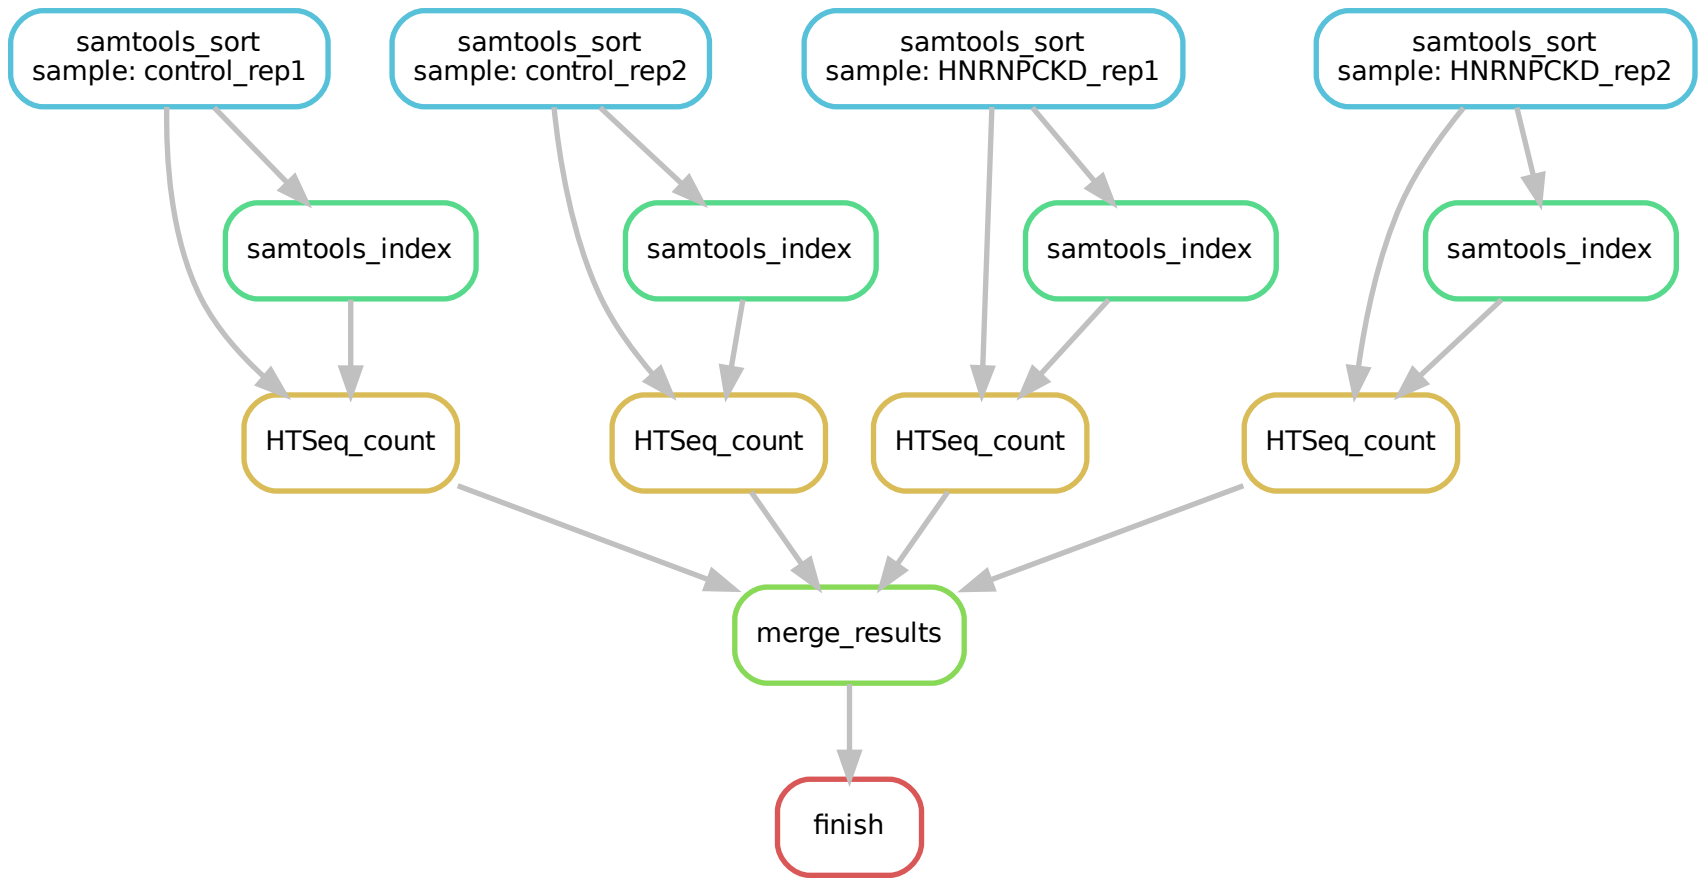 samtools_sort
sample: control_rep1
samtools_sort
sample: control_rep2
samtools_sort
sample: HNRNPCKD_rep1
samtools_sort
sample: HNRNPCKD_rep2
samtools_index
samtools_index
samtools_index
samtools_index
HTSeq_count
HTSeq_count
HTSeq_count
HTSeq_count
merge_results
finish